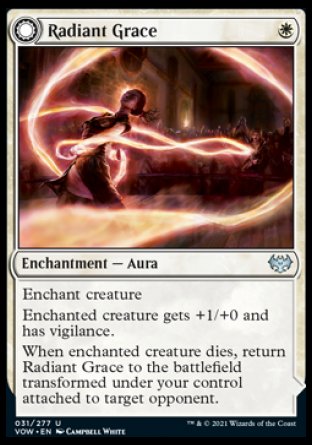 Radiant Grace
Enchantment — Aura
Enchant creature
Enchanted creature gets +1/+0 and
has vigilance.
When enchanted creature dies, return
Radiant Grace to the battlefield
transformed under your control
attached to target opponent.
031/277 U
VOW • EN Campbell White
™ & © 2021 Wizards of the Coast